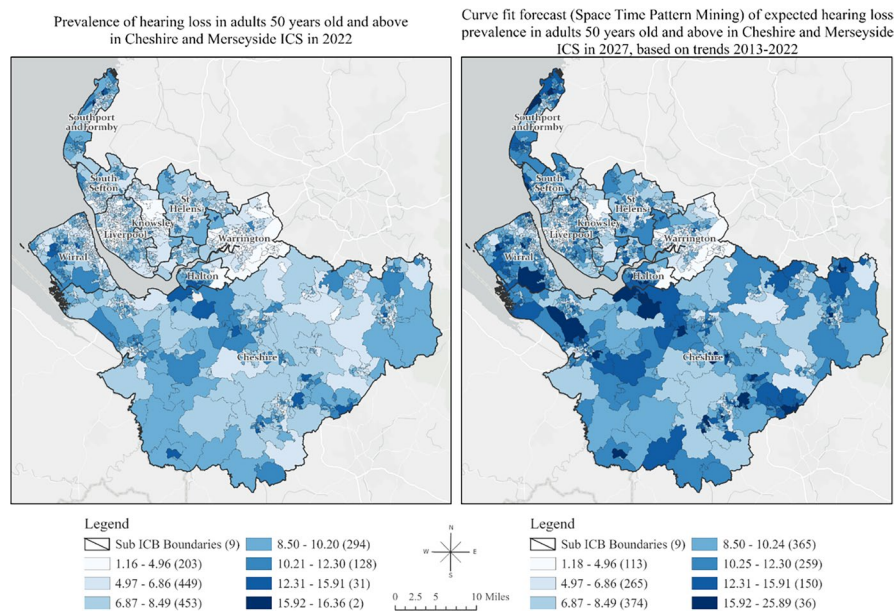 Prevalence of hearing loss in adults 50 years old and above
in Cheshire and Merseyside ICS in 2022
Curve fit forecast (Space Time Pattern Mining) of expected hearing loss
prevalence in adults 50 years old and above in Cheshire and Merseyside
ICS in 2027, based on trends 2013-2022
Southport
and Formby
South
Sefton
St
Helens
Knowsley
Liverpool
Warrington
Wirral
Halton
Cheshire
Southport
and Formby
South
Sefton
St
Helens
Knowsley
Liverpool
Warrington
Wirral
Halton
Cheshire
Legend
Sub ICB Boundaries (9)
1.16 - 4.96 (203)
4.97 - 6.86 (449)
6.87 - 8.49 (453)
8.50 - 10.20 (294)
10.21 - 12.30 (128)
12.31 - 15.91 (31)
15.92 - 16.36 (2)
N
W E
S
0 2.5 5 10 Miles
Legend
Sub ICB Boundaries (9)
1.18 - 4.96 (113)
4.97 - 6.86 (265)
6.87 - 8.49 (374)
8.50 - 10.24 (365)
10.25 - 12.30 (259)
12.31 - 15.91 (150)
15.92 - 25.89 (36)